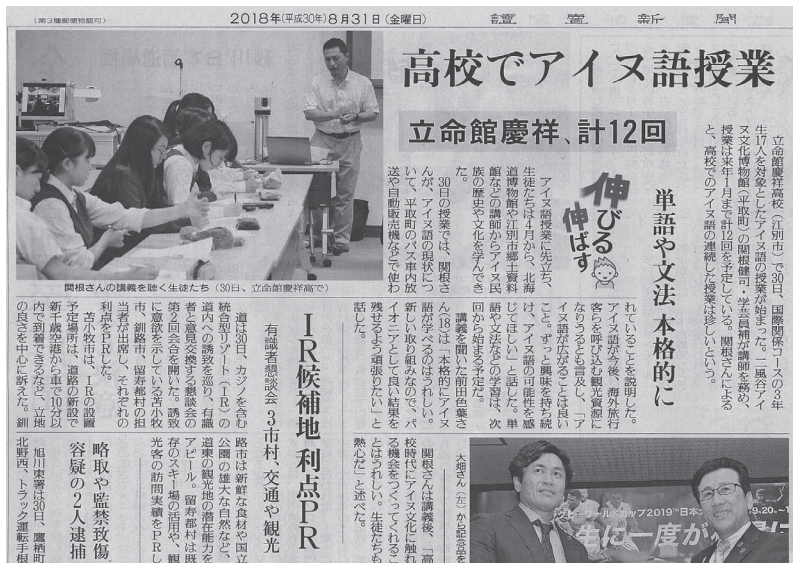 (第3種郵便物認可)
2018年(平成30年)8月31日(金曜日)
讀賣新聞
高校でアイヌ語授業
立命館慶祥、計12回
単語や文法 本格的に
伸びる
伸ばす
立命館慶祥高校(江別市)で30日、国際関係コースの3年
生17人を対象としたアイヌ語の授業が始まった。二風谷アイ
ヌ文化博物館(平取町)の関根健司・学芸員補が講師を務め、
授業は来年1月まで計12回を予定している。関根さんによる
と、高校でのアイヌ語の連続した授業は珍しいという。
アイヌ語授業に先立ち、
生徒たちは4月から、北海
道博物館や江別市郷土資料
館などの講師からアイヌ民
族の歴史や文化を学んでき
た。
30日の授業では、関根さ
んが、アイヌ語の現状につ
いて、平取町のバス車内放
送や自動販売機などで使わ
関根さんの講義を聴く生徒たち(30日、立命館慶祥高で)
れていることを説明した。
アイヌ語が今後、海外旅行
客らを呼び込む観光資源に
なりうるとも言及し、「ア
イヌ語が広がることは良い
こと。ずっと興味を持ち続
け、アイヌ語の可能性を感
じてほしい」と話した。単
語や文法などの学習は、次
回から始まる予定だ。
講義を聞いた前田色葉さ
ん(18)は「本格的にアイヌ
語が学べるのはうれしい。
新しい取り組みなので、パ
イオニアとして良い結果を
残せるよう頑張りたい」と
話した。
関根さんは講義後、「高
校時代にアイヌ文化に触れ
る機会をつくってくれるこ
とはうれしい。生徒たちも
熱心だ」と述べた。
IR候補地 利点PR
有識者懇談会 3市村、交通や観光
道は30日、カジノを含む
統合型リゾート(IR)の
道内への誘致を巡り、有識
者と意見交換する懇談会の
第2回会合を開いた。誘致
に意欲を示している苫小牧
市、釧路市、留寿都村の担
当者が出席し、それぞれの
利点をPRした。
苫小牧市は、IRの設置
予定場所は、道路の新設で
新千歳空港から車で10分以
内で到着できるなど、立地
の良さを中心に訴えた。釧
路市は新鮮な食材や国立
公園の雄大な自然など、
道東の観光地の潜在能力を
アピール。留寿都村は既
存のスキー場の活用や、観
光客の訪問実績をPRし
略取や監禁致傷
容疑の2人逮捕
旭川東署は30日、鷹栖町
北野西、トラック運転手根
大畑さん(左)から記念品を
ワールドカップ2019™日本大
9.20
一生に一度